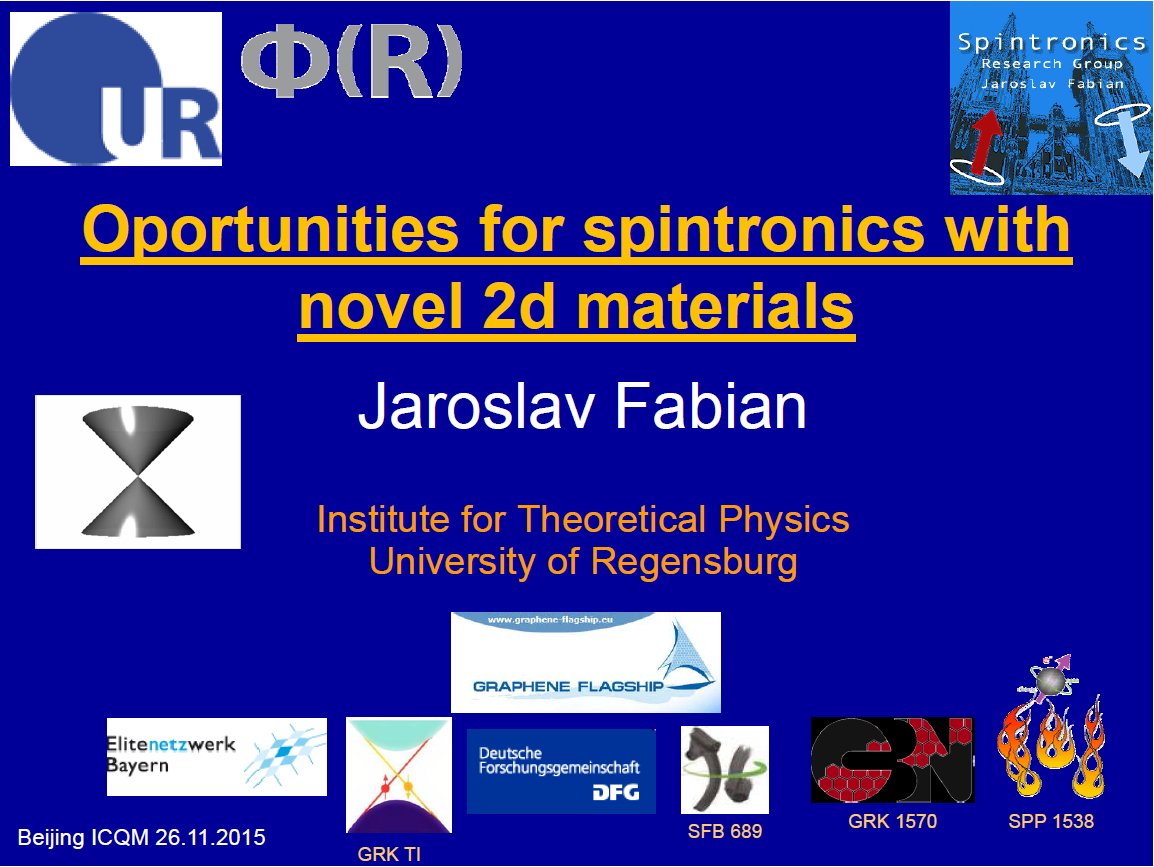 UR
Φ(R)
Spintronics
Research Group
Jaroslav Fabian
Oportunities for spintronics with
novel 2d materials
Jaroslav Fabian
Institute for Theoretical Physics
University of Regensburg
www.graphene-flagship.eu
GRAPHENE FLAGSHIP
Elitenetzwerk
Bayern
GRK TI
Deutsche
Forschungsgemeinschaft
DFG
SFB 689
GRK 1570
SPP 1538
Beijing ICQM 26.11.2015